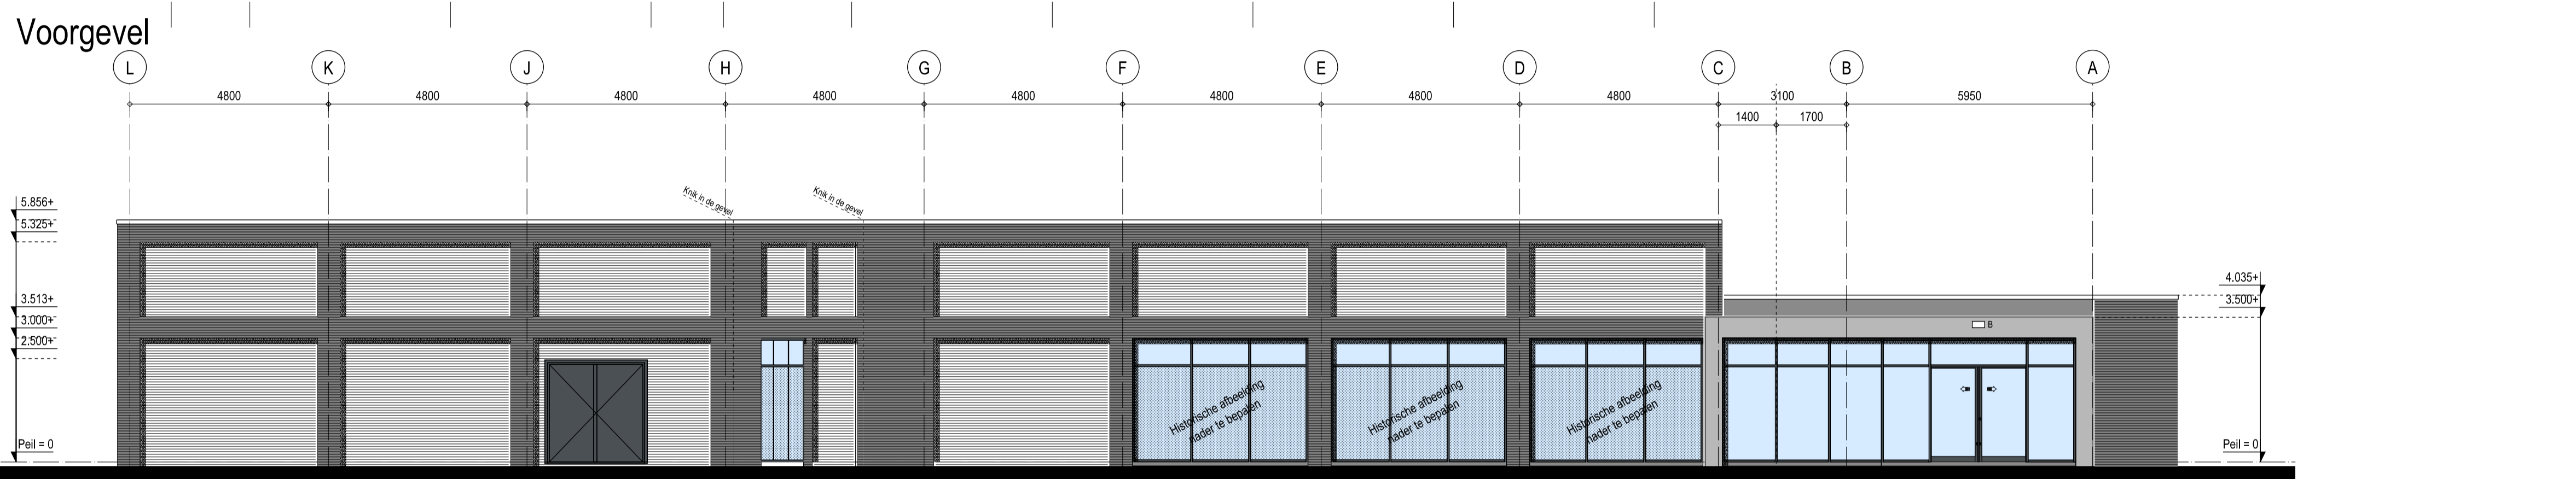 Voorgevel
L K J H G F E D C B A
4800 4800 4800 4800 4800 4800 4800 4800 3100 5950
1400 1700
Knik in de gevel
Knik in de gevel
5.856+
5.325+
3.513+
3.000+
2.500+
Peil = 0
4.035+
3.500+
B
Historische afbeelding
nader te bepalen
Historische afbeelding
nader te bepalen
Historische afbeelding
nader te bepalen
Peil = 0